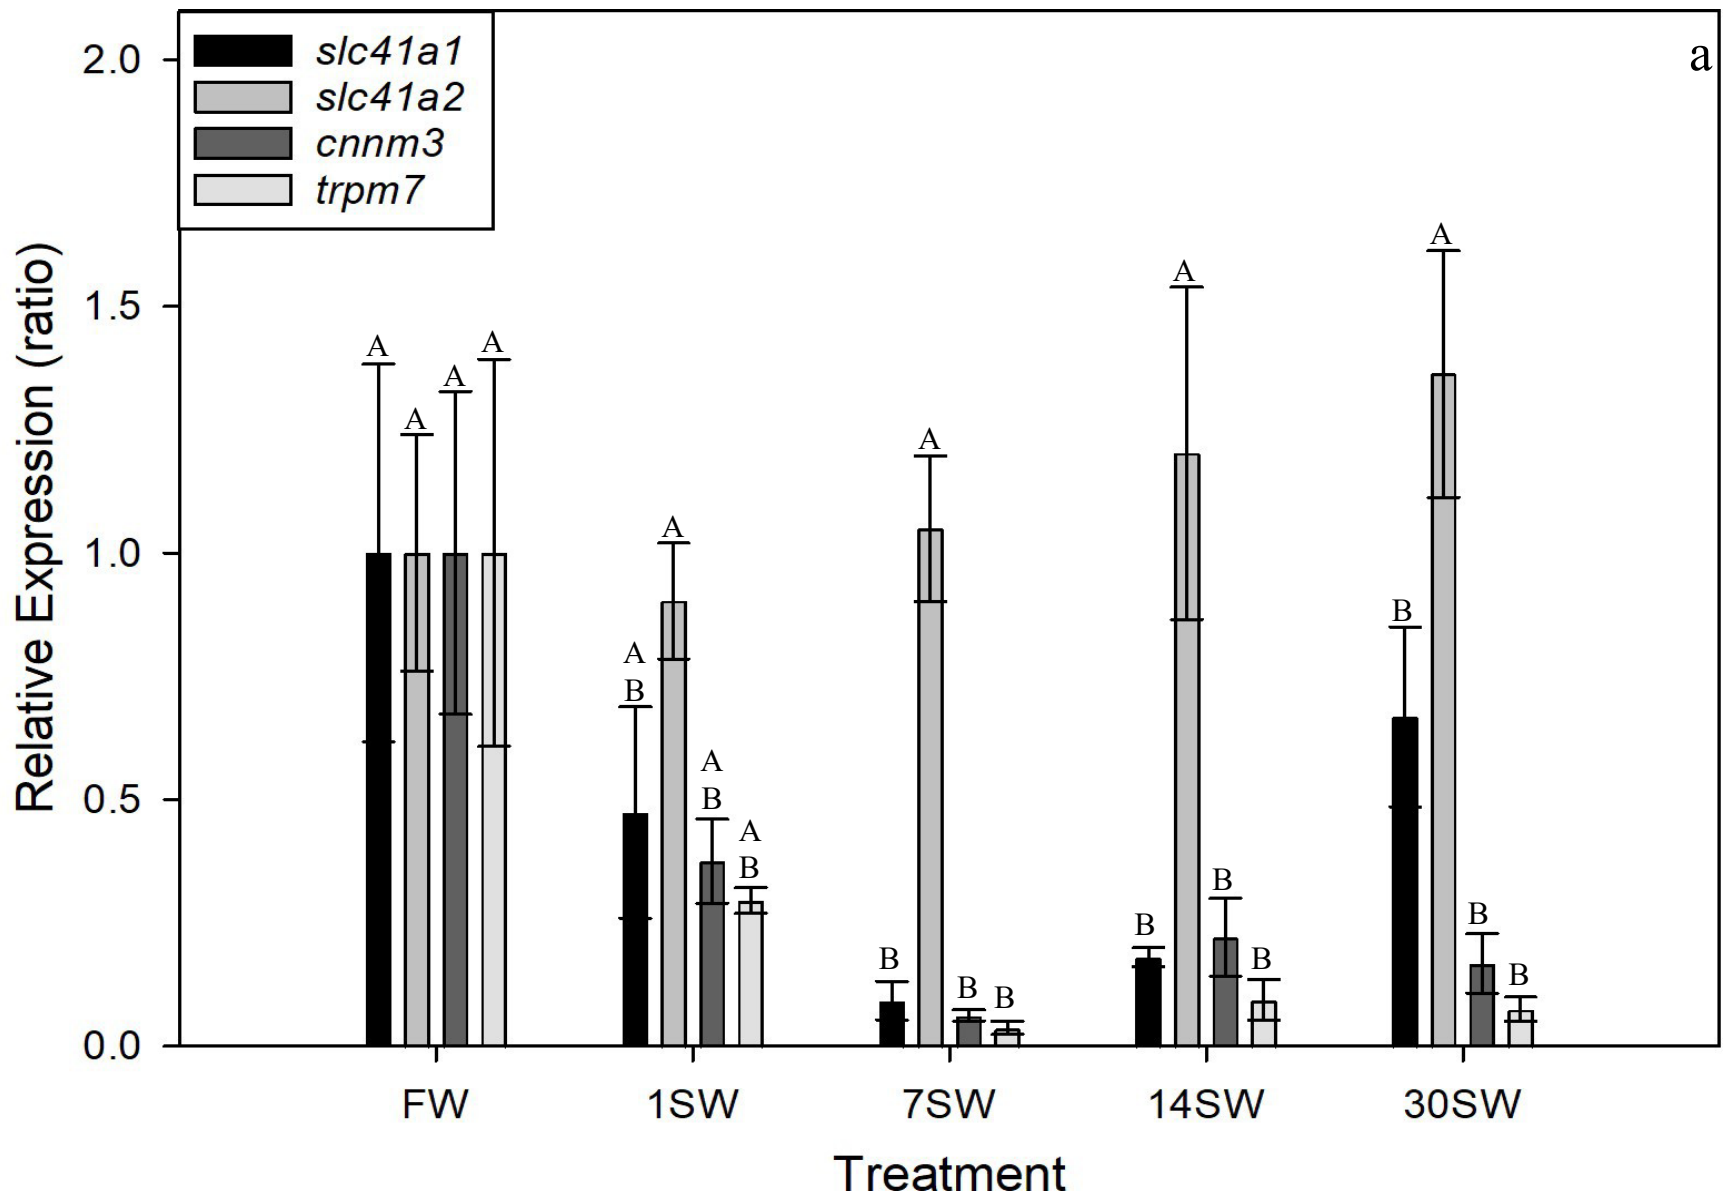 a
slc41a1
slc41a2
cnnm3
trpm7
Relative Expression (ratio)
2.0
1.5
1.0
0.5
0.0
A
A
A
A
A
B
A
A
B
A
B
B
A
B
B
B
A
B
B
B
A
B
B
FW
1SW
7SW
14SW
30SW
Treatment